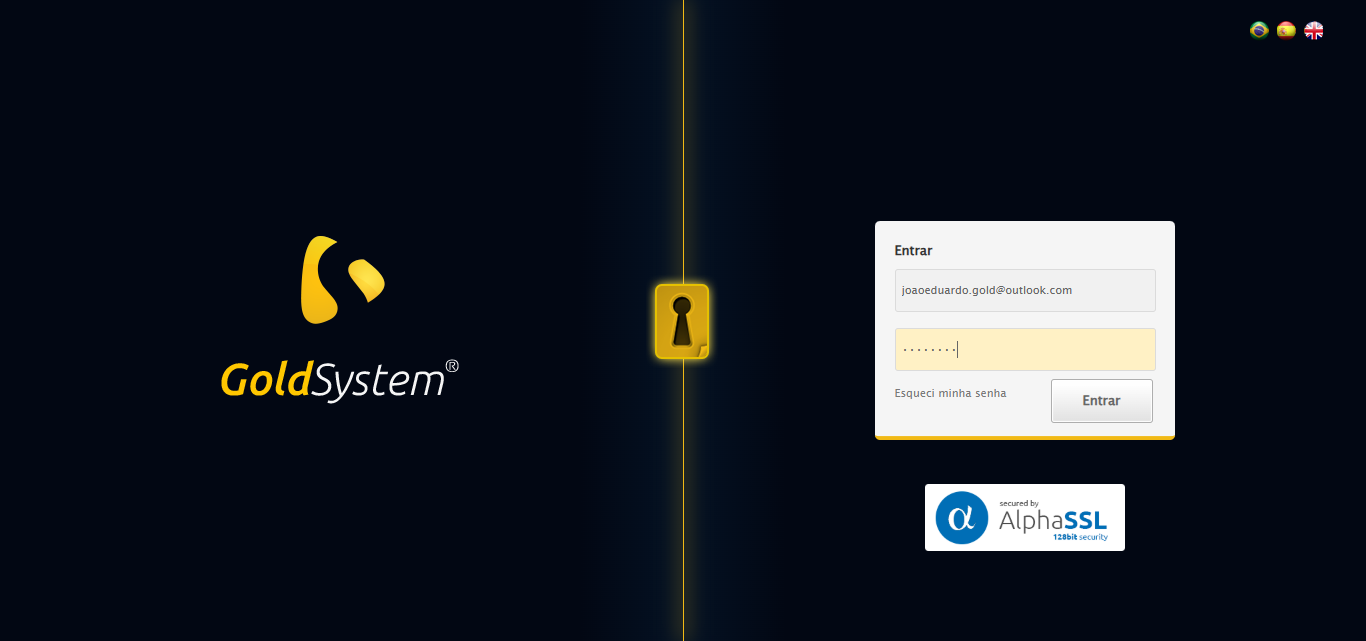 GoldSystem®
Entrar
joaoeduardo.gold@outlook.com
Esqueci minha senha
Entrar
α
secured by
AlphaSSL
128bit security